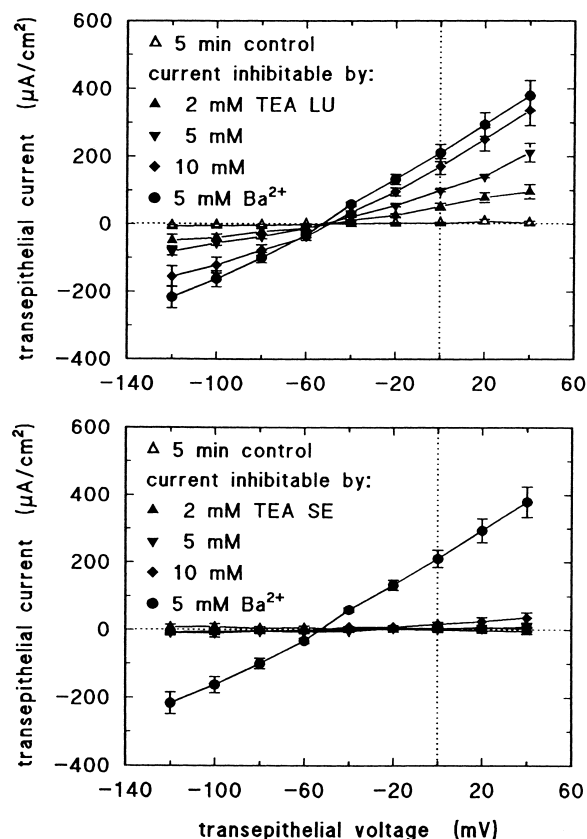 transepithelial current (μA/cm²)
600
400
200
0
−200
−400
△ 5 min control
current inhibitable by:
▲ 2 mM TEA LU
▼ 5 mM
◆ 10 mM
● 5 mM Ba²⁺
−140 −100 −60 −20 20 60
transepithelial current (μA/cm²)
600
400
200
0
−200
−400
△ 5 min control
current inhibitable by:
▲ 2 mM TEA SE
▼ 5 mM
◆ 10 mM
● 5 mM Ba²⁺
−140 −100 −60 −20 20 60
transepithelial voltage (mV)